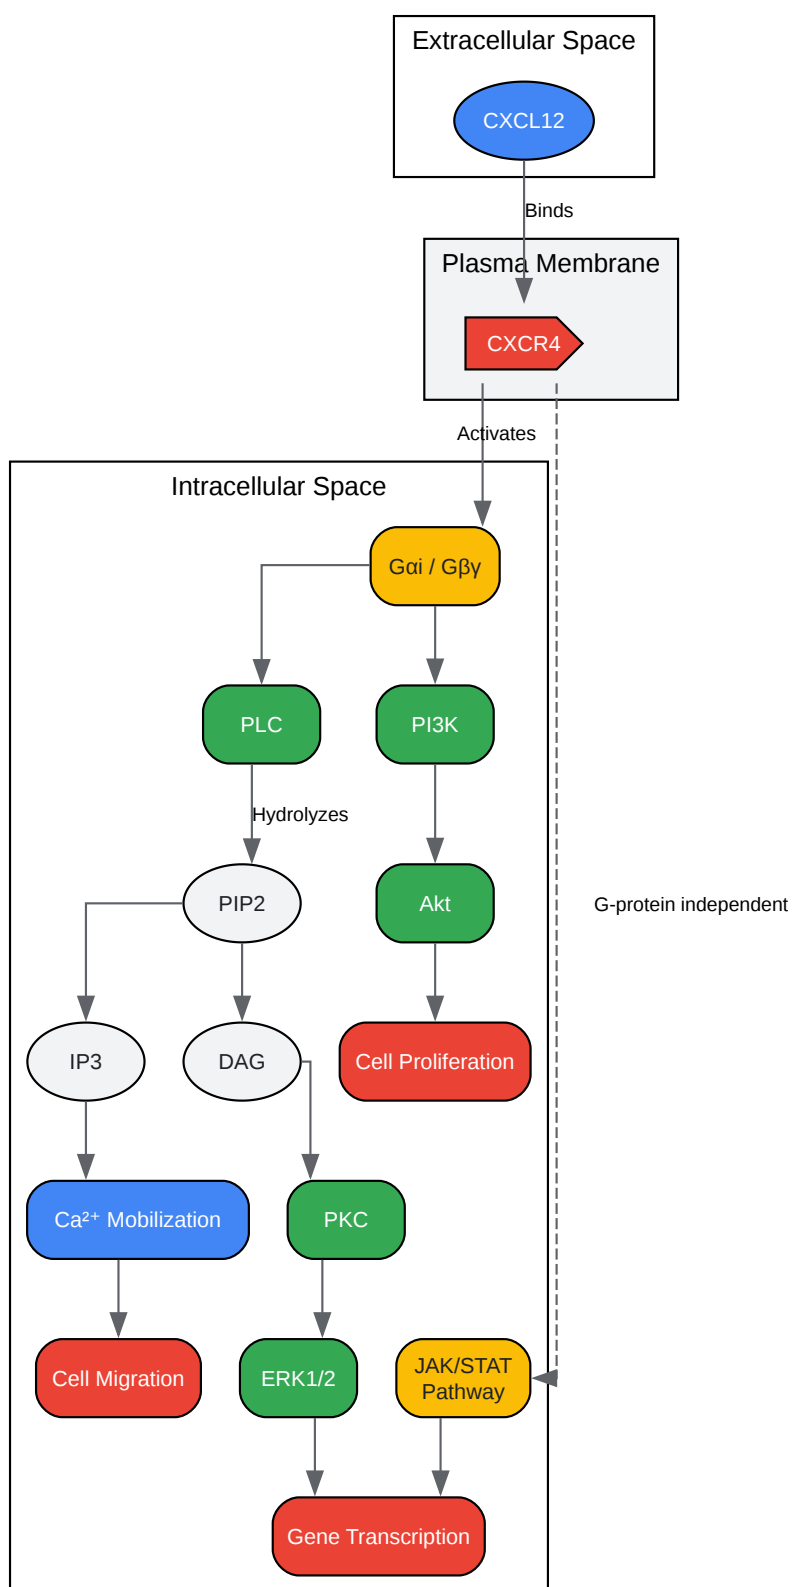 Extracellular Space
CXCL12
Binds
Plasma Membrane
CXCR4
Activates
Intracellular Space
Gαi / Gβγ
PLC
PI3K
Hydrolyzes
PIP2
Akt
G-protein independent
IP3
DAG
Cell Proliferation
Ca²⁺ Mobilization
PKC
Cell Migration
ERK1/2
JAK/STAT
Pathway
Gene Transcription